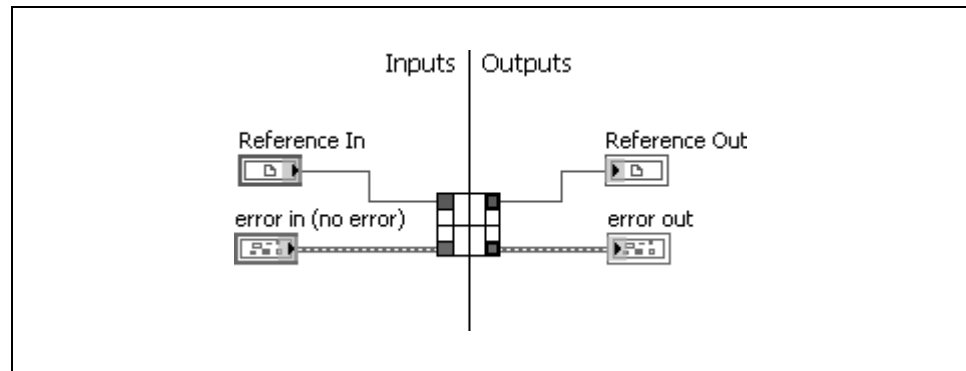 Inputs Outputs
Reference In
Reference Out
error in (no error)
error out